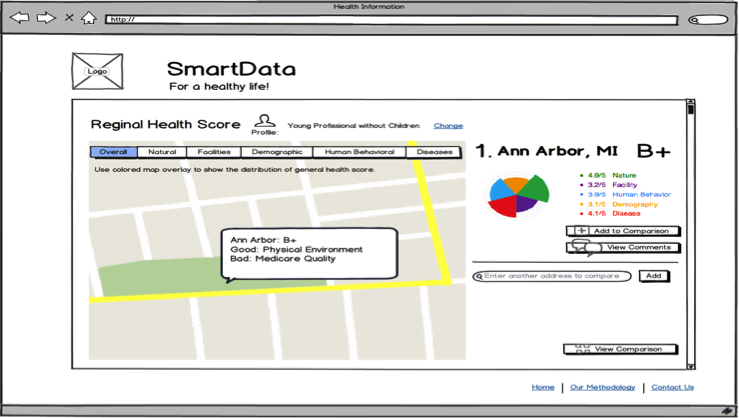 Health Information
http://
Logo
SmartData
For a healthy life!
Reginal Health Score
Profile:
Young Profissional without Children.
Change
Overall
Natural
Facilities
Demographic
Human Behavioral
Diseases
Use colored map overlay to show the distribution of general health score.
Ann Arbor: B+
Good: Physical Environment
Bad: Medicare Quality
1. Ann Arbor, MI B+
4.9/5 Nature
3.2/5 Facility
3.9/5 Human Behavior
3.1/5 Demography
4.1/5 Disease
Add to Comparison
View Comments
Enter another address to compare
Add
View Comparison
Home
Our Methodology
Contact Us